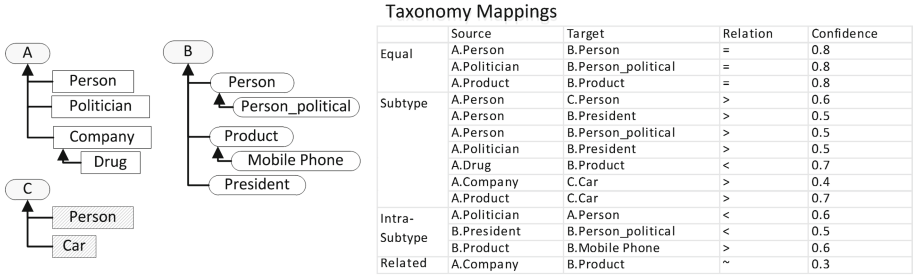 Taxonomy Mappings
A
Person
Politician
Company
Drug
B
Person
Person_political
Product
Mobile Phone
President
C
Person
Car
Source Target Relation Confidence
Equal A.Person B.Person = 0.8
A.Politician B.Person_political = 0.8
A.Product B.Product = 0.8
Subtype A.Person C.Person > 0.6
A.Person B.President > 0.5
A.Person B.Person_political > 0.5
A.Politician B.President > 0.5
A.Drug B.Product < 0.7
A.Company C.Car > 0.4
A.Product C.Car > 0.7
Intra-Subtype A.Politician A.Person < 0.6
B.President B.Person_political < 0.5
B.Product B.Mobile Phone > 0.6
Related A.Company B.Product ~ 0.3